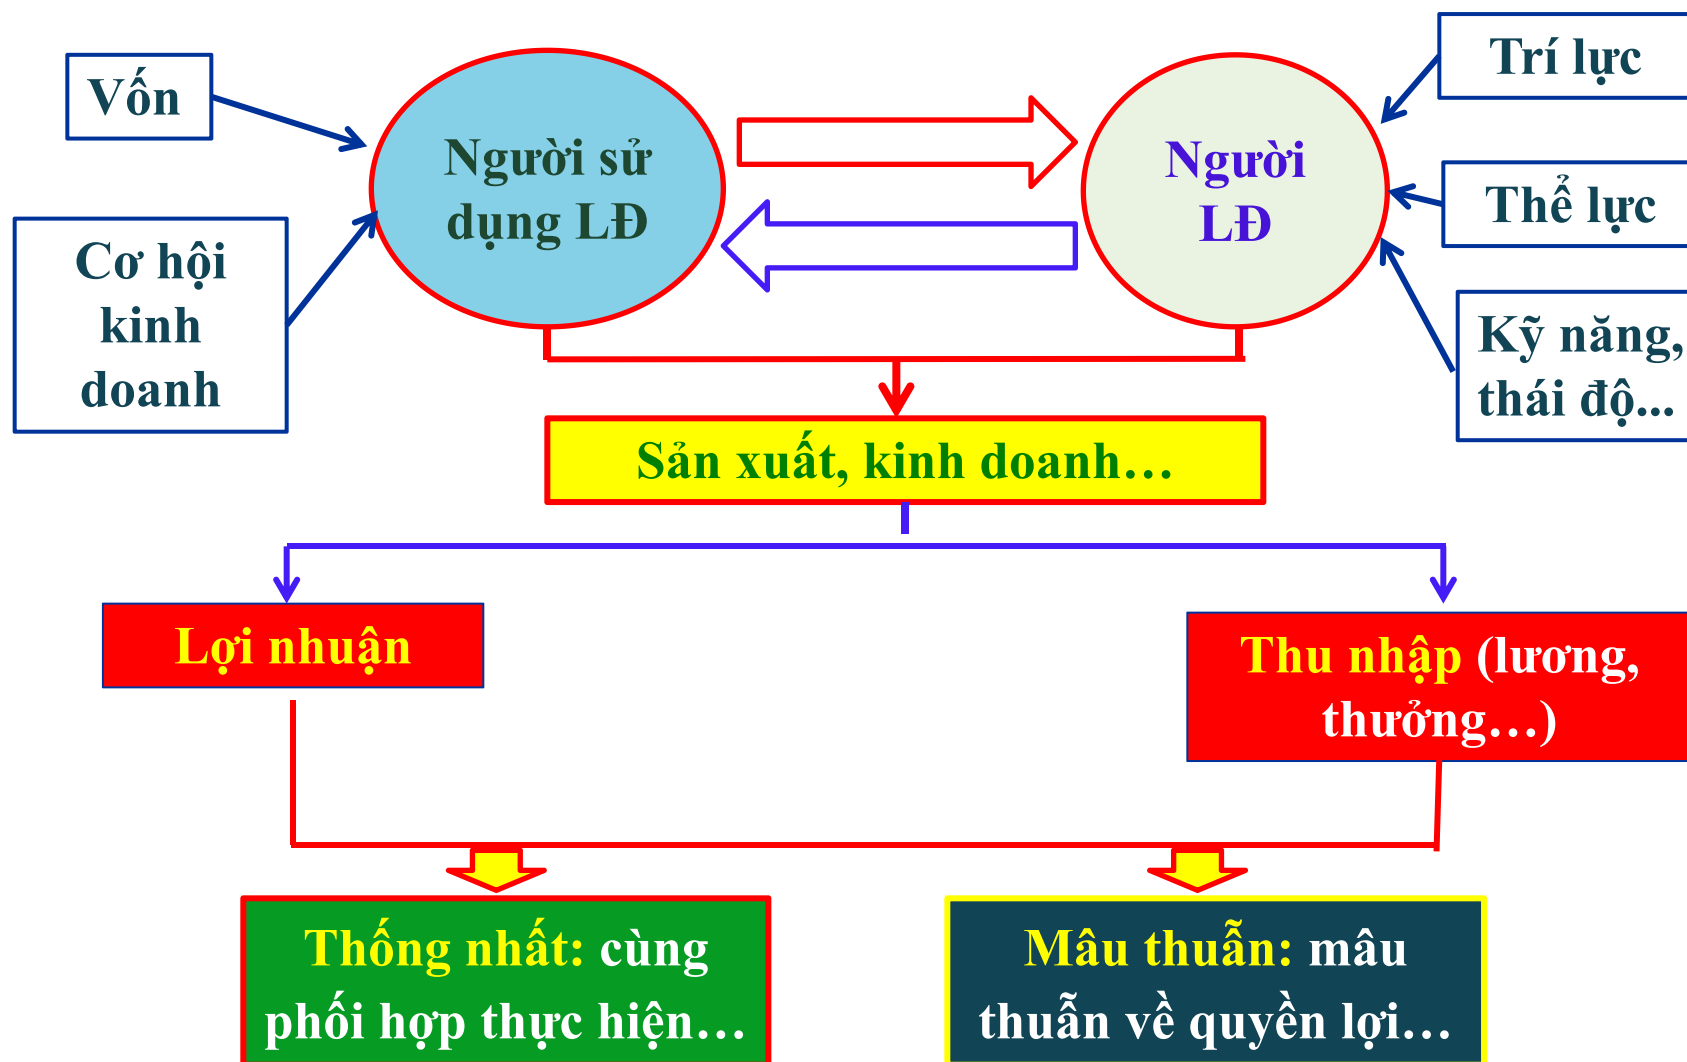 Vốn
Cơ hội
kinh
doanh
Người sử
dụng LĐ
Người
LĐ
Trí lực
Thể lực
Kỹ năng,
thái độ...
Sản xuất, kinh doanh…
Lợi nhuận
Thu nhập (lương,
thưởng…)
Thống nhất: cùng
phối hợp thực hiện…
Mâu thuẫn: mâu
thuẫn về quyền lợi…